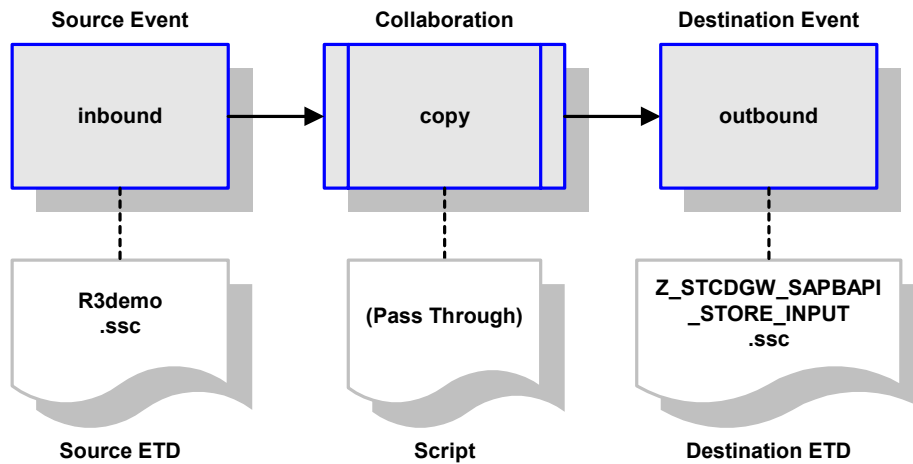 Source Event
Collaboration
Destination Event
inbound
copy
outbound
R3demo
.ssc
(Pass Through)
Z_STCDGW_SAPBAPI
_STORE_INPUT
.ssc
Source ETD
Script
Destination ETD